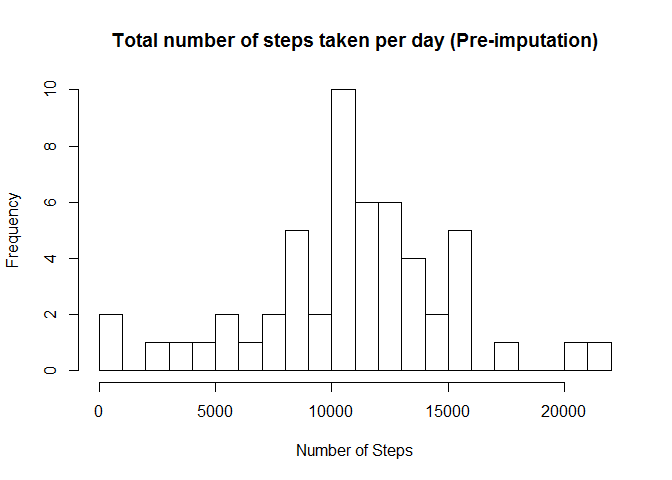 Total number of steps taken per day (Pre-imputation)
Frequency
10
8
6
4
2
0
0 5000 10000 15000 20000
Number of Steps